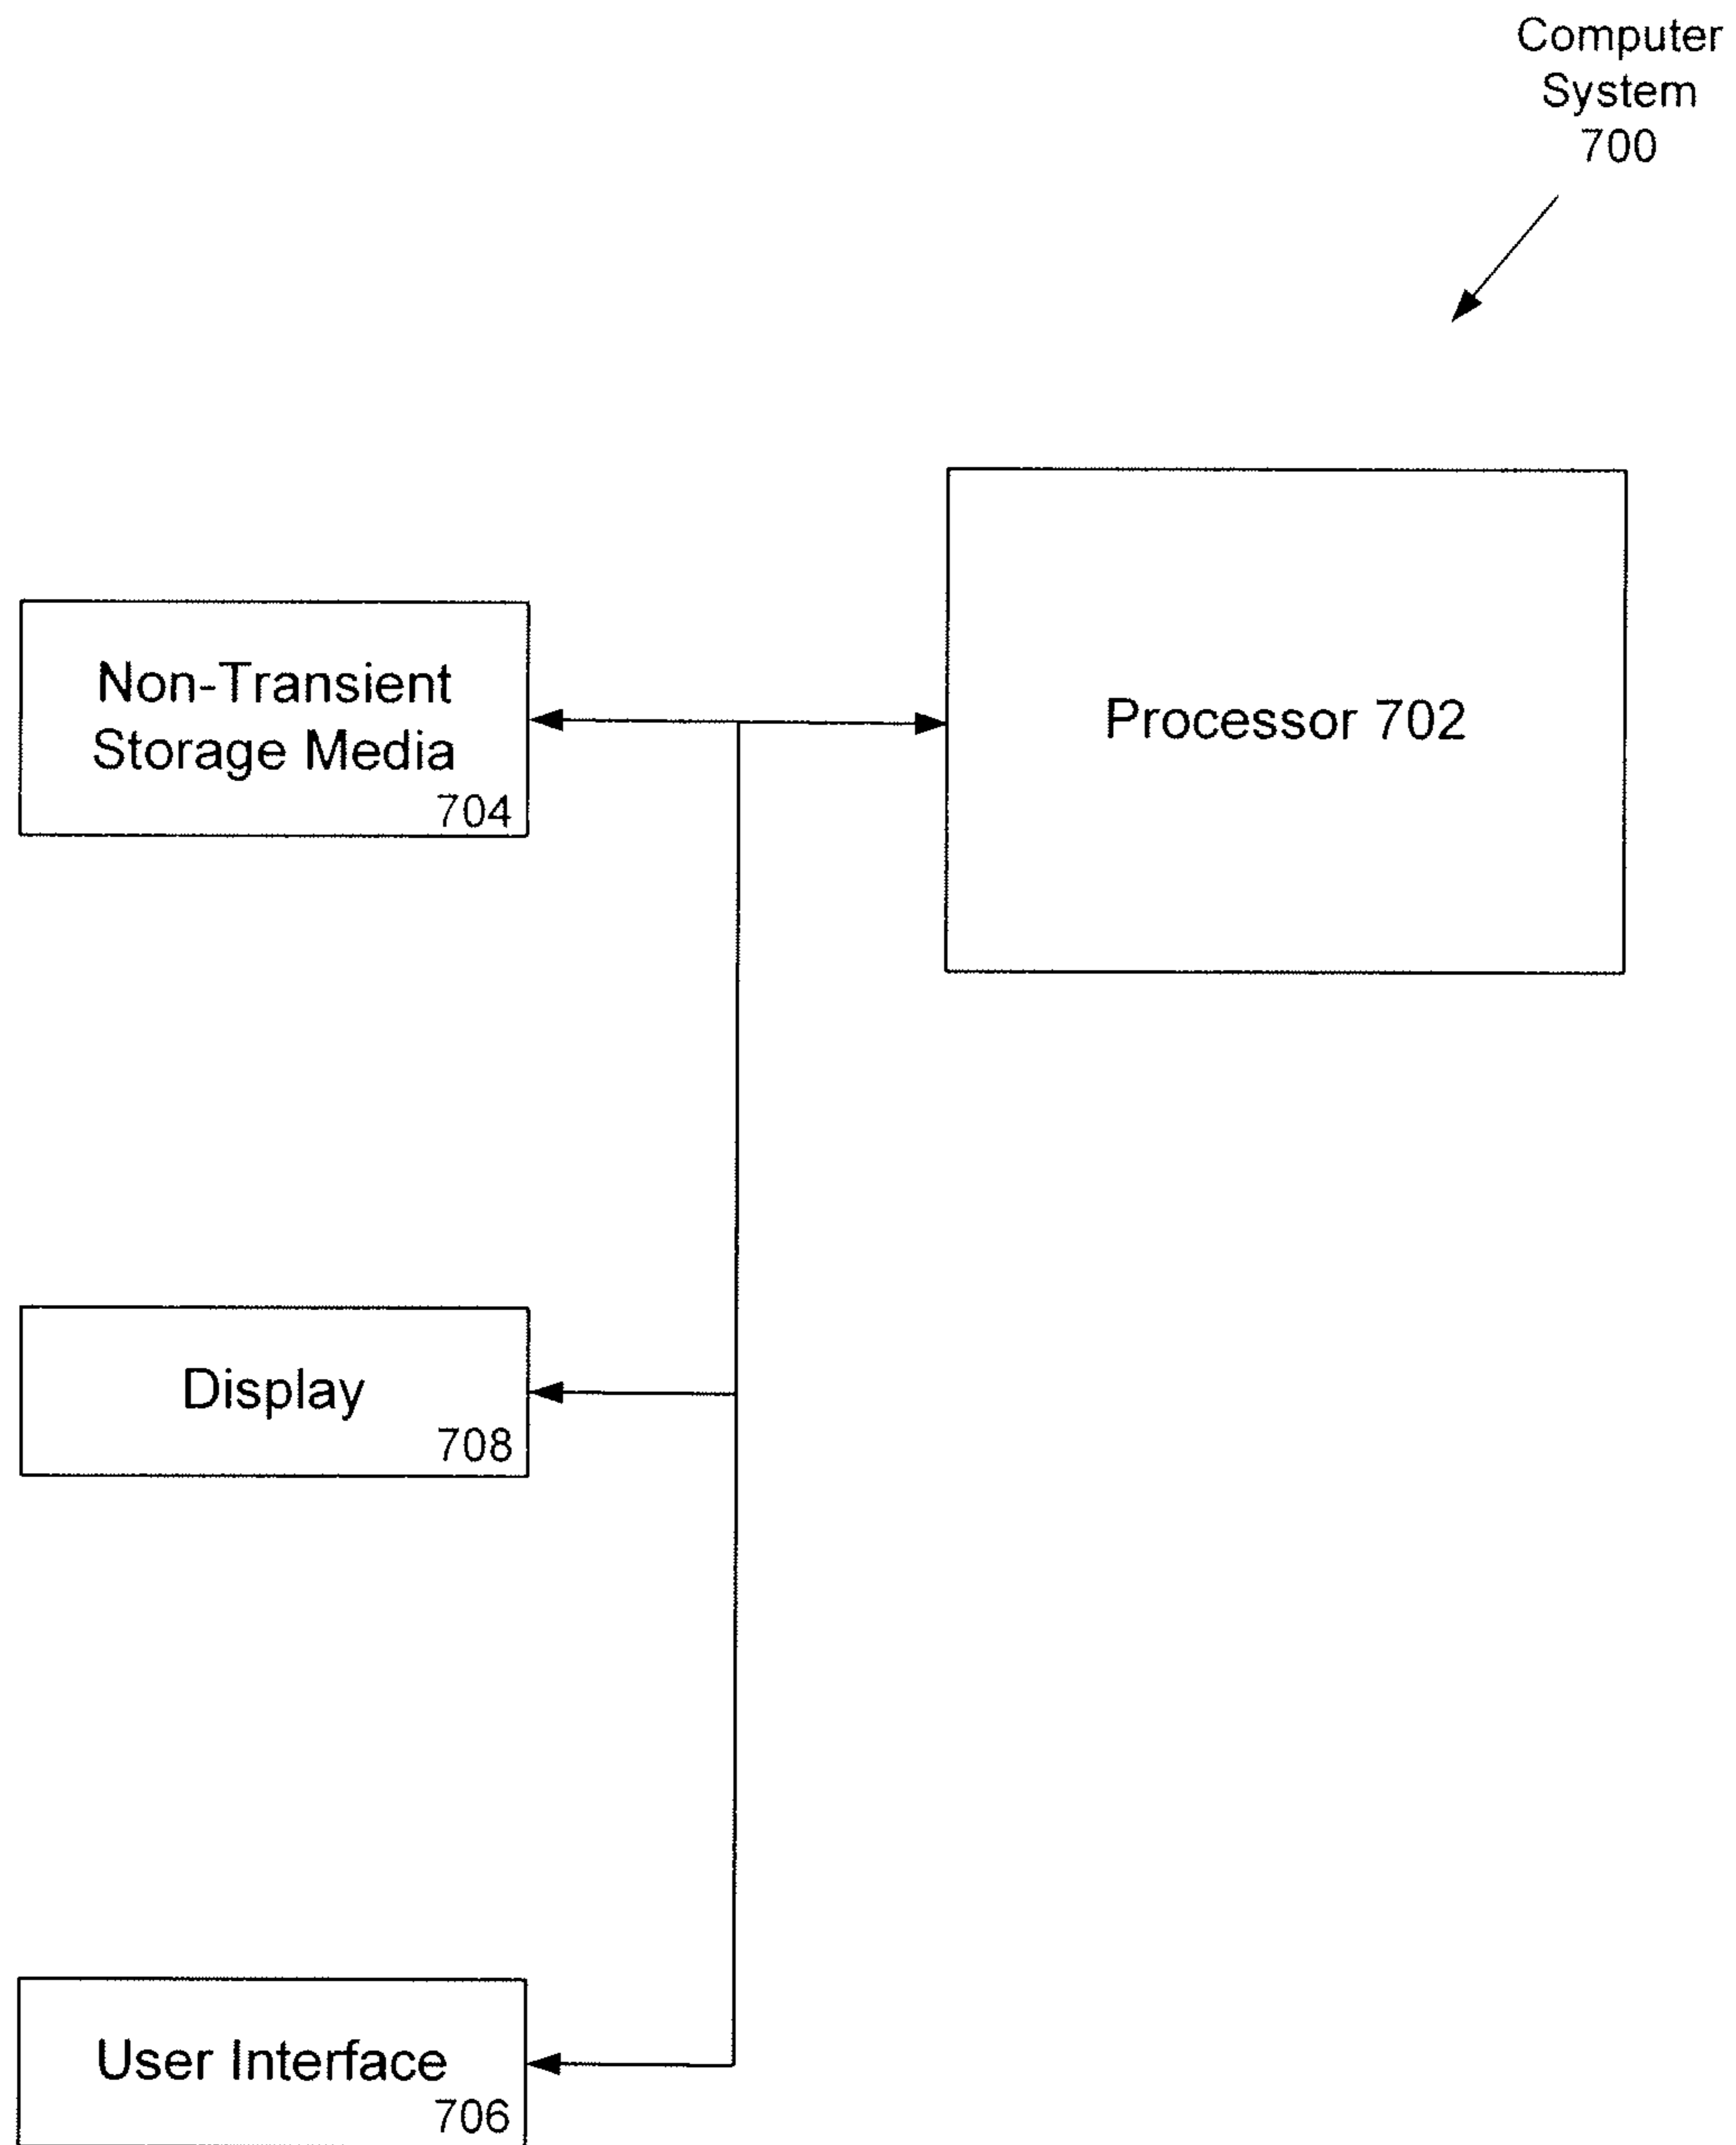 Computer
System
700
Non-Transient
Storage Media
704
Processor 702
Display
708
User Interface
706